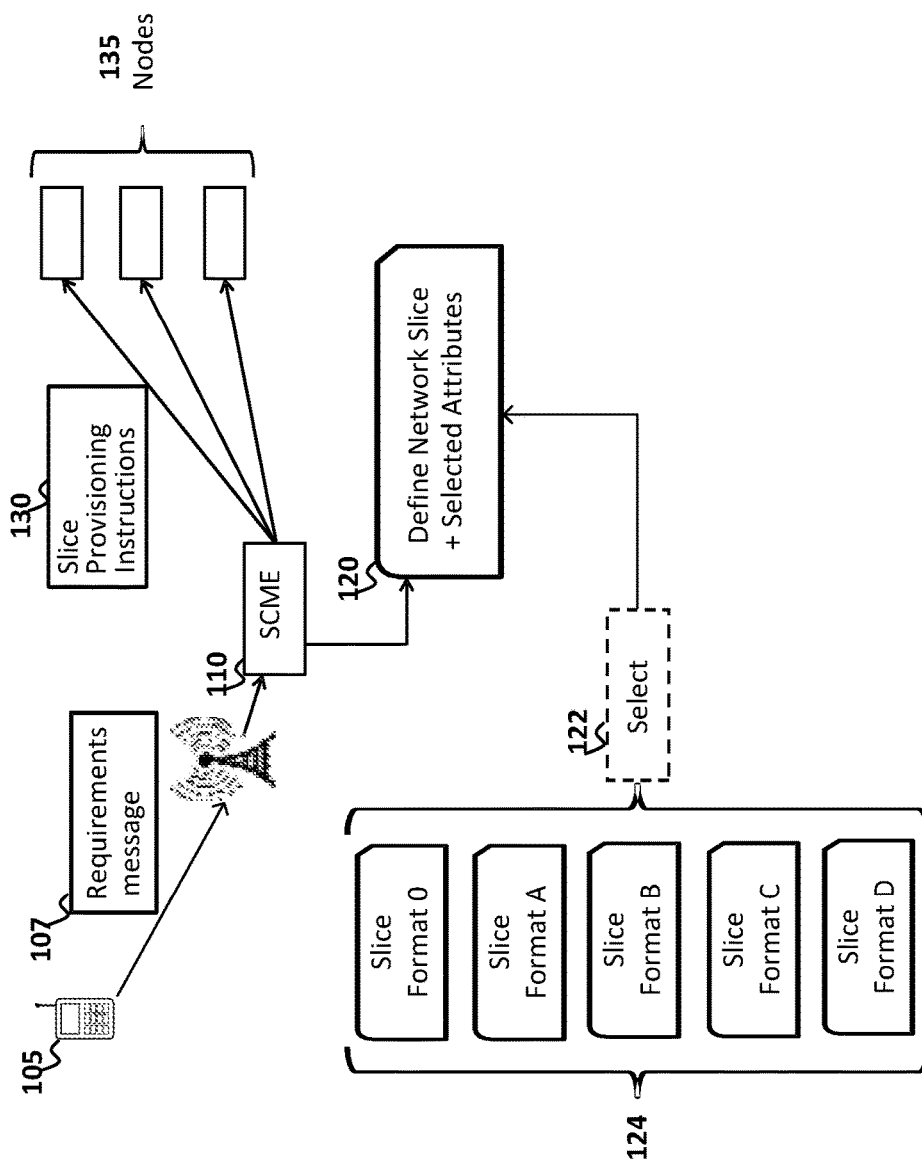 105
107
Requirements
message
110
SCME
130
Slice
Provisioning
Instructions
135
Nodes
120
Define Network Slice
+ Selected Attributes
122
Select
124
Slice
Format 0
Slice
Format A
Slice
Format B
Slice
Format C
Slice
Format D